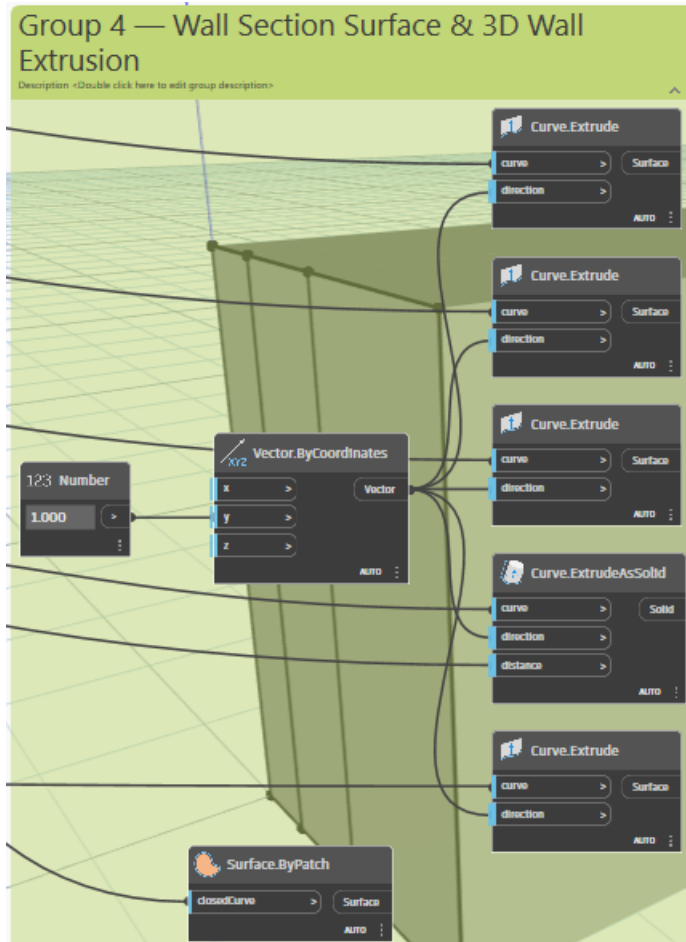 Group 4 — Wall Section Surface & 3D Wall
Extrusion
Description <Double click here to edit group description>
Curve.Extrude
curve >
Surface
direction >
AUTO
Curve.Extrude
curve >
Surface
direction >
AUTO
Curve.Extrude
curve >
Surface
direction >
AUTO
XYZ
Vector.ByCoordinates
x >
Vector
y >
z >
AUTO
123 Number
1.000 >
Curve.ExtrudeAsSolid
curve >
Solid
direction >
distance >
AUTO
Curve.Extrude
curve >
Surface
direction >
AUTO
Surface.ByPatch
closedCurve >
Surface
AUTO